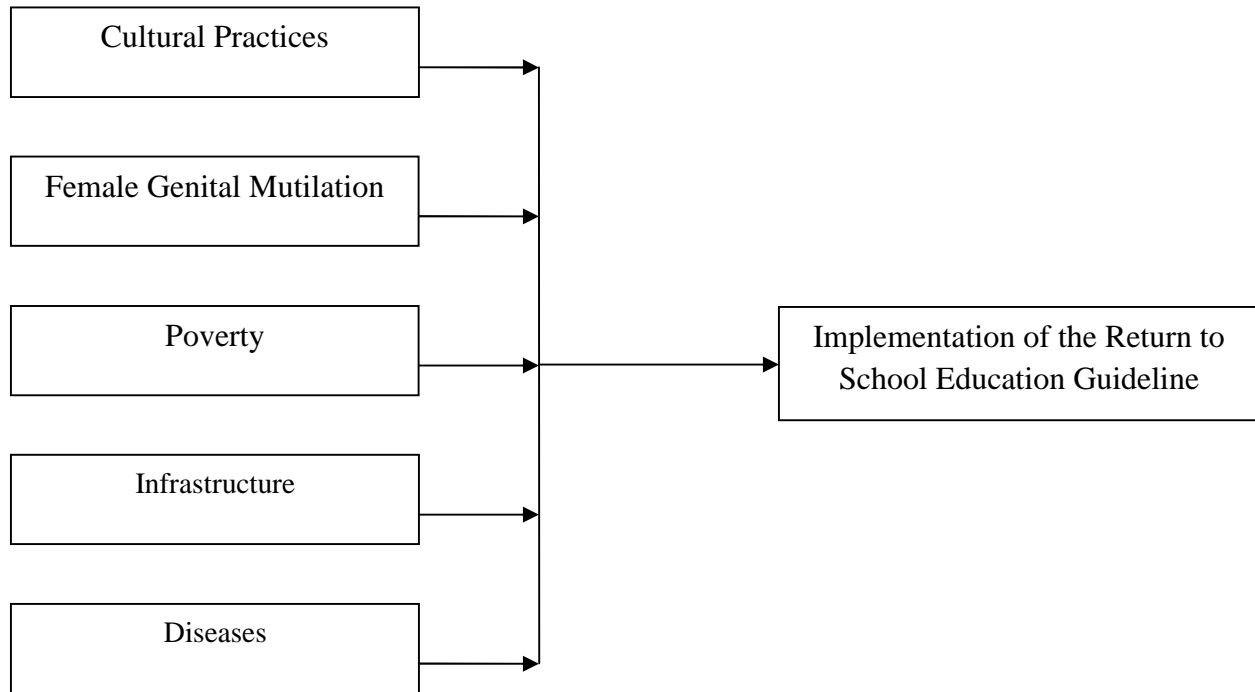 Cultural Practices
Female Genital Mutilation
Poverty
Infrastructure
Diseases
Implementation of the Return to
School Education Guideline